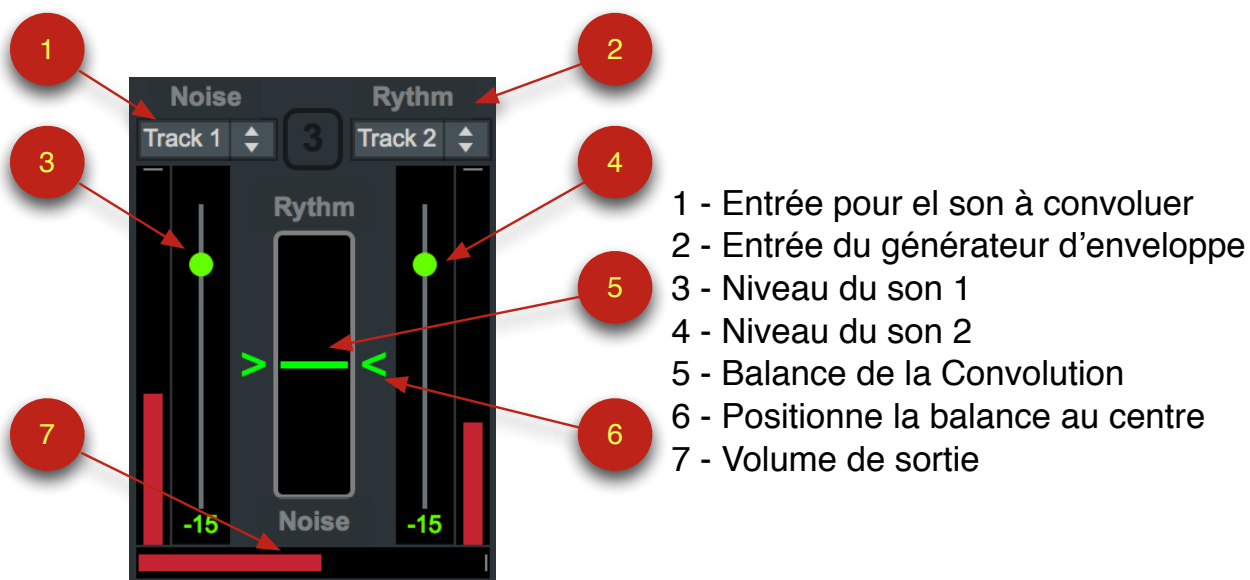 1
2
Noise
Rythm
Track 1
3
Track 2
3
4
Rythm
5
1 - Entrée pour el son à convoluer
2 - Entrée du générateur d’enveloppe
3 - Niveau du son 1
4 - Niveau du son 2
5 - Balance de la Convolution
6 - Positionne la balance au centre
7 - Volume de sortie
> <
7
6
-15
Noise
-15